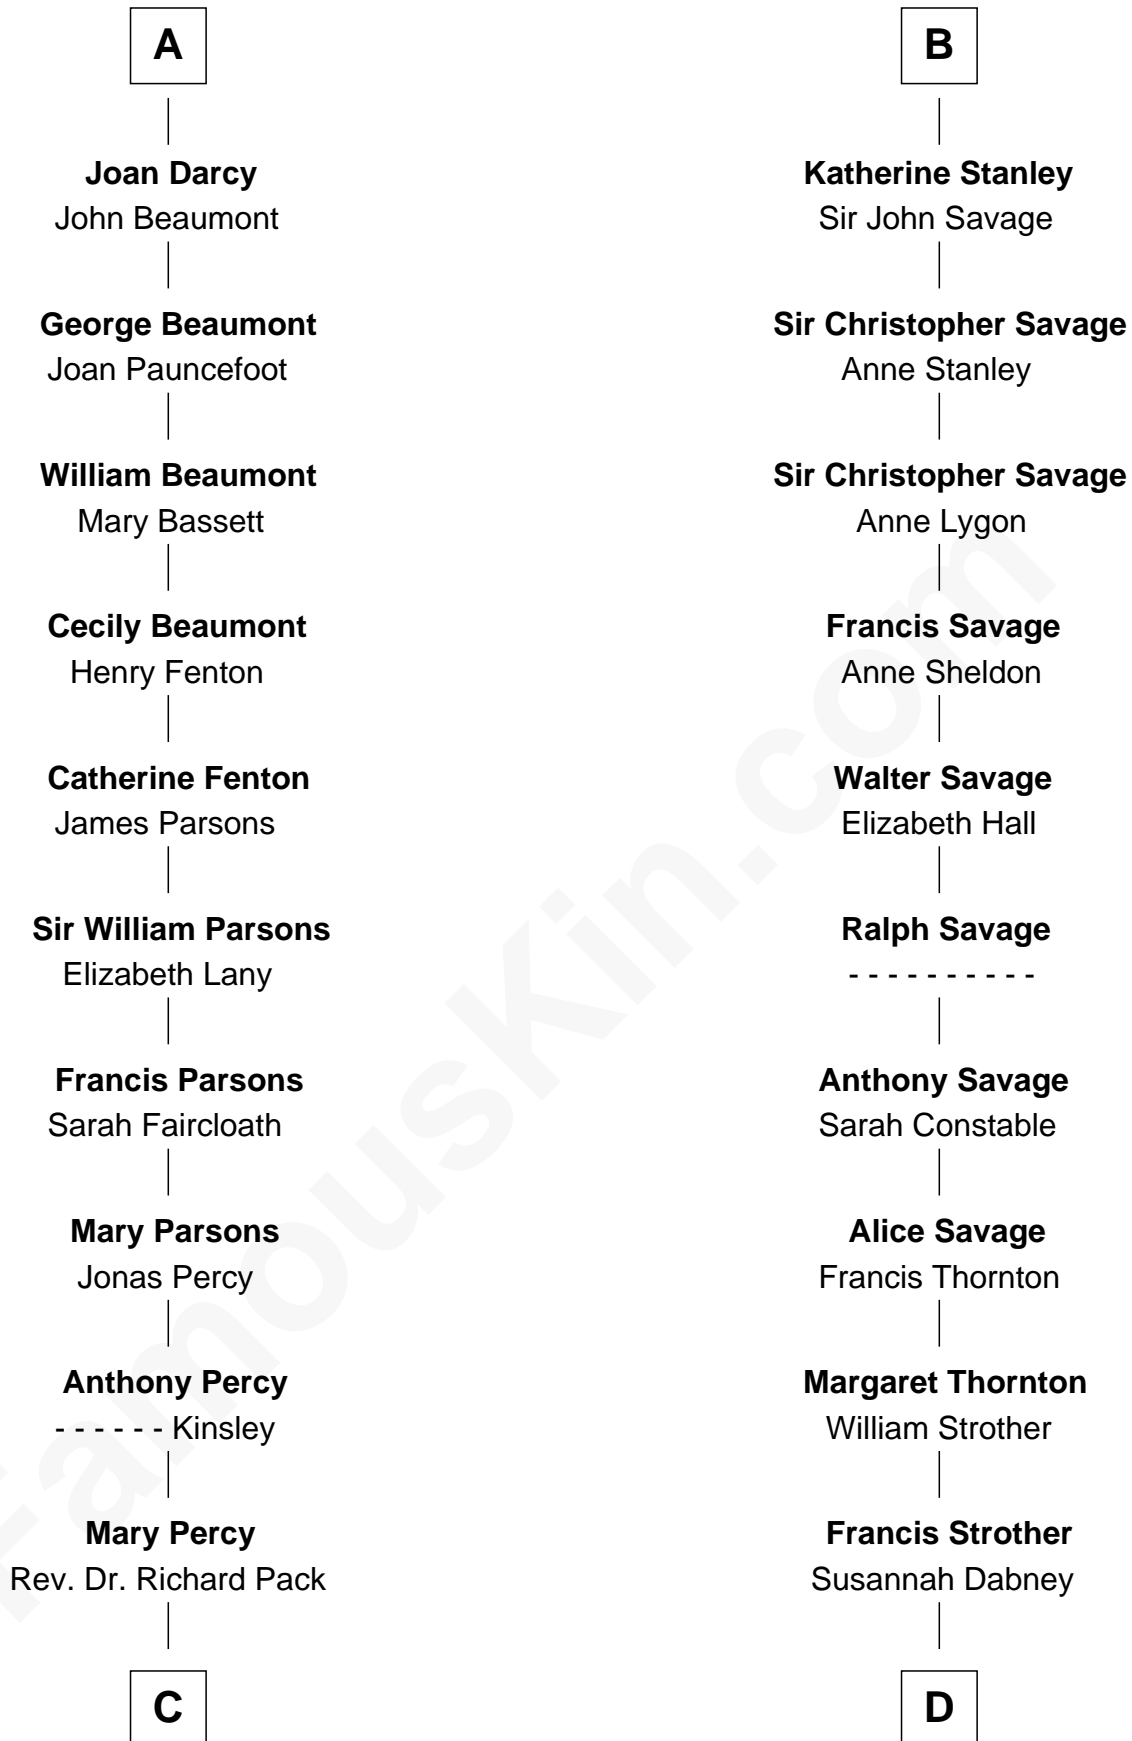 A
Joan Darcy
John Beaumont
George Beaumont
Joan Pauncefoot
William Beaumont
Mary Bassett
Cecily Beaumont
Henry Fenton
Catherine Fenton
James Parsons
Sir William Parsons
Elizabeth Lany
Francis Parsons
Sarah Faircloath
Mary Parsons
Jonas Percy
Anthony Percy
- - - - - - Kinsley
Mary Percy
Rev. Dr. Richard Pack
C
B
Katherine Stanley
Sir John Savage
Sir Christopher Savage
Anne Stanley
Sir Christopher Savage
Anne Lygon
Francis Savage
Anne Sheldon
Walter Savage
Elizabeth Hall
Ralph Savage
- - - - - - - - - -
Anthony Savage
Sarah Constable
Alice Savage
Francis Thornton
Margaret Thornton
William Strother
Francis Strother
Susannah Dabney
D
FamousKin.com